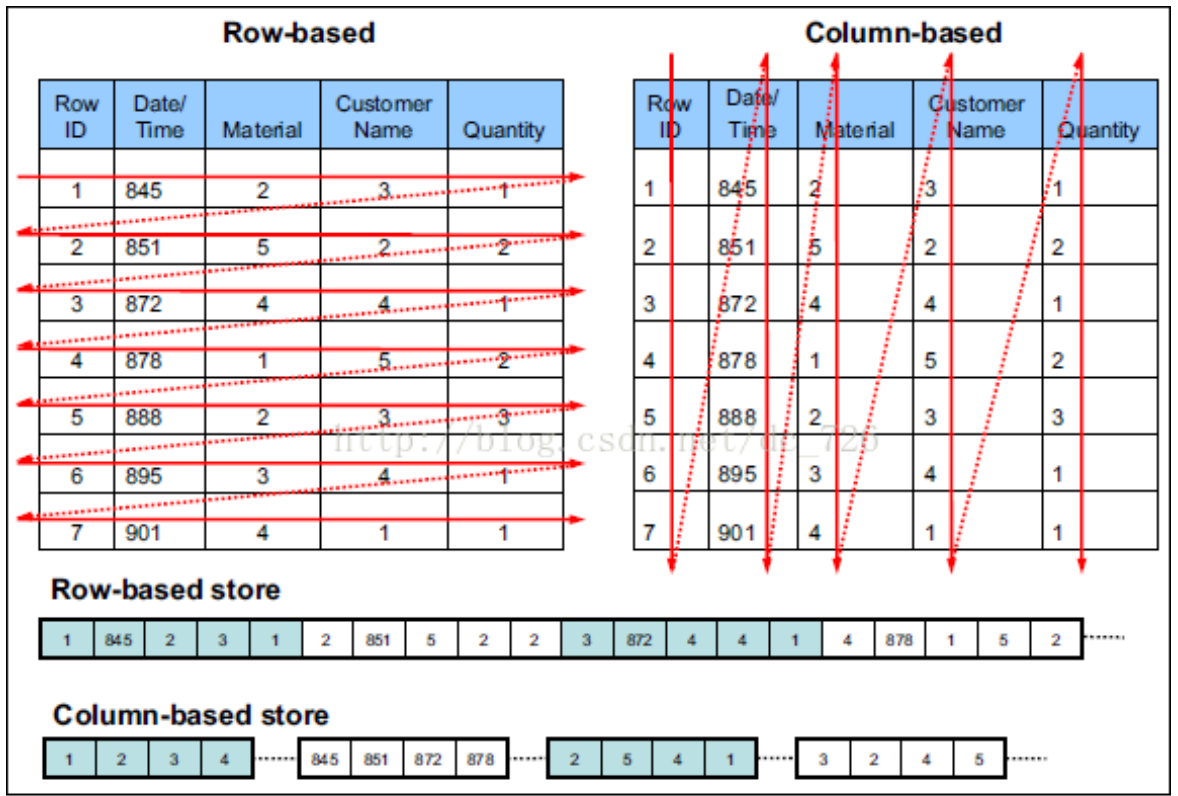 Row-based
Column-based
Row ID Date/ Time Material Customer Name Quantity
1 845 2 3 1
2 851 5 2 2
3 872 4 4 1
4 878 1 5 2
5 888 2 3 3
6 895 3 4 1
7 901 4 1 1
Row ID Date/ Time Material Customer Name Quantity
1 845 2 3 1
2 851 5 2 2
3 872 4 4 1
4 878 1 5 2
5 888 2 3 3
6 895 3 4 1
7 901 4 1 1
Row-based store
1 845 2 3 1 2 851 5 2 2 3 872 4 4 1 4 878 1 5 2
Column-based store
1 2 3 4 845 851 872 878 2 5 4 1 3 2 4 5